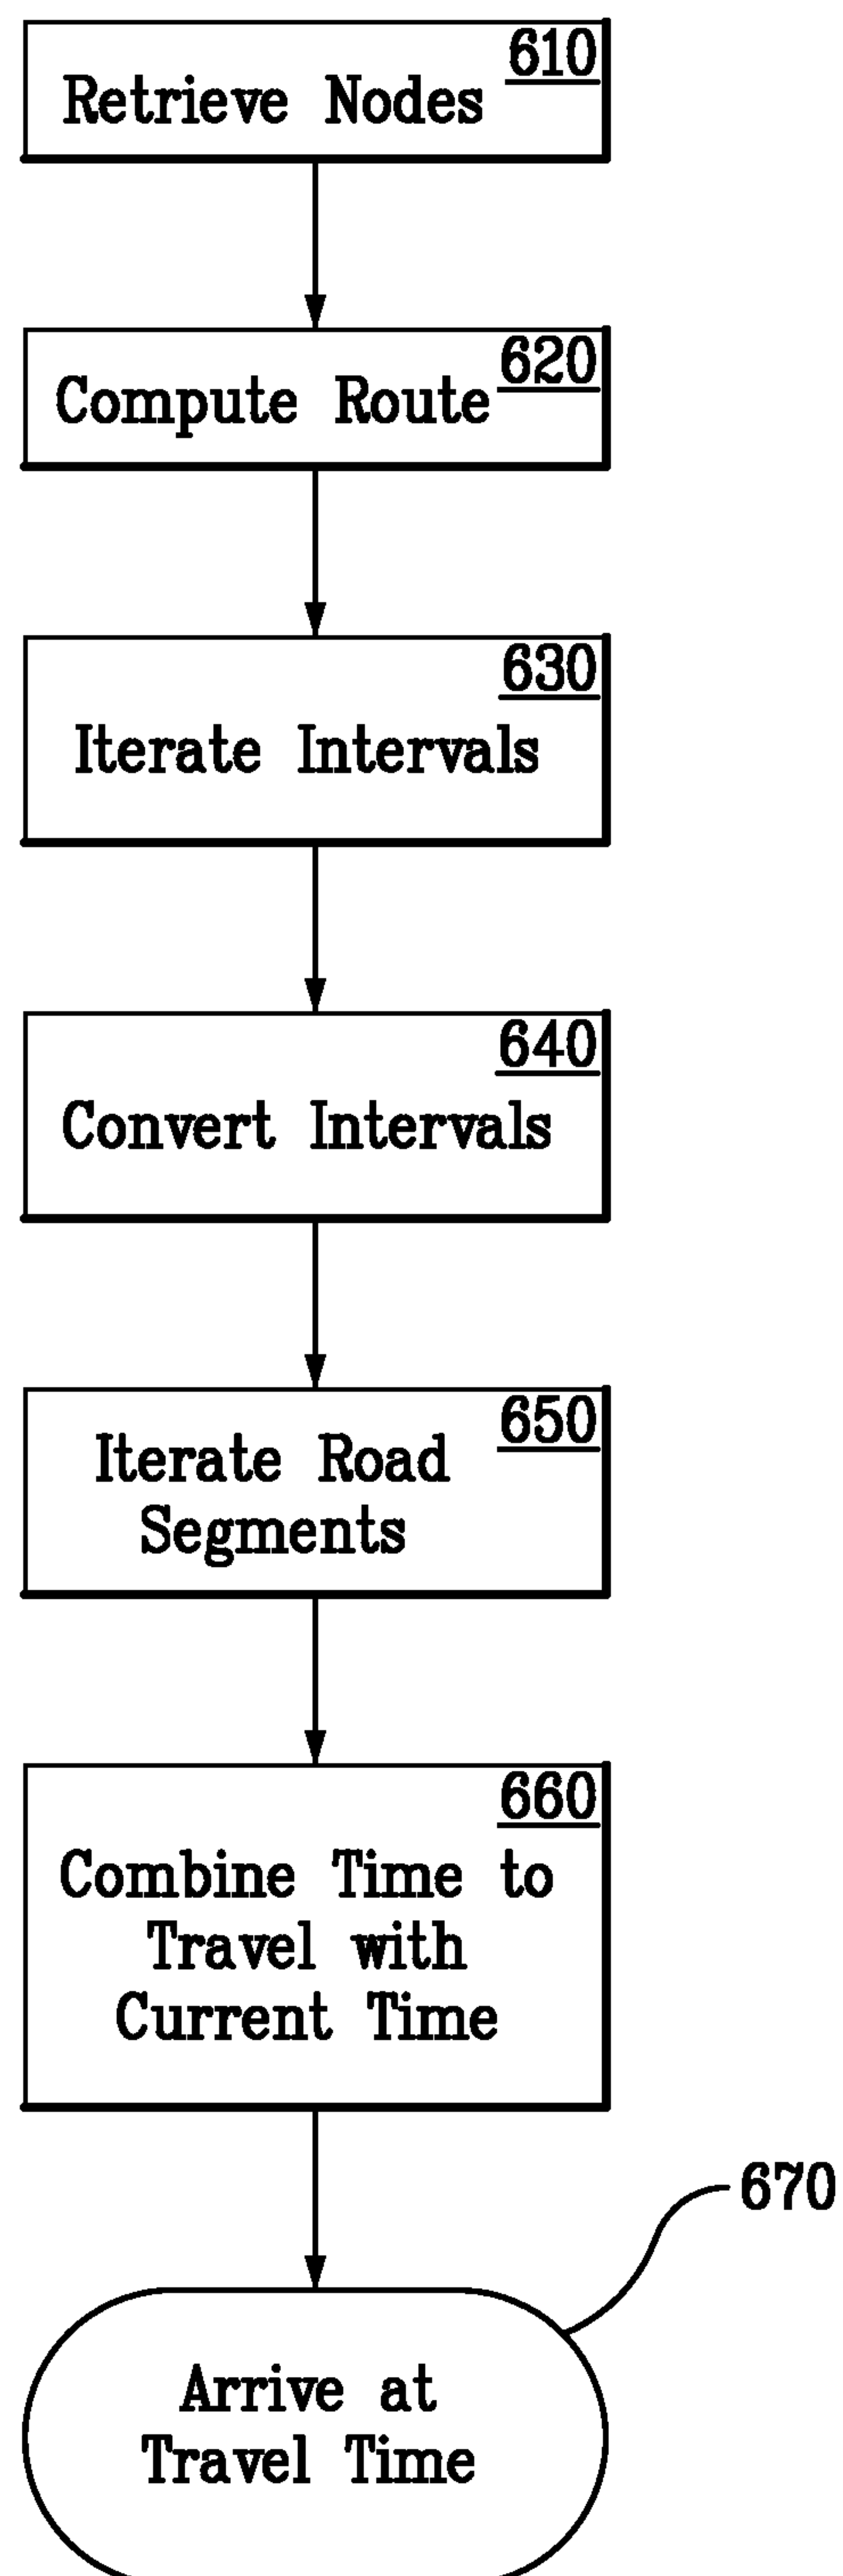 610
Retrieve Nodes
620
Compute Route
630
Iterate Intervals
640
Convert Intervals
650
Iterate Road
Segments
660
Combine Time to
Travel with
Current Time
670
Arrive at
Travel Time